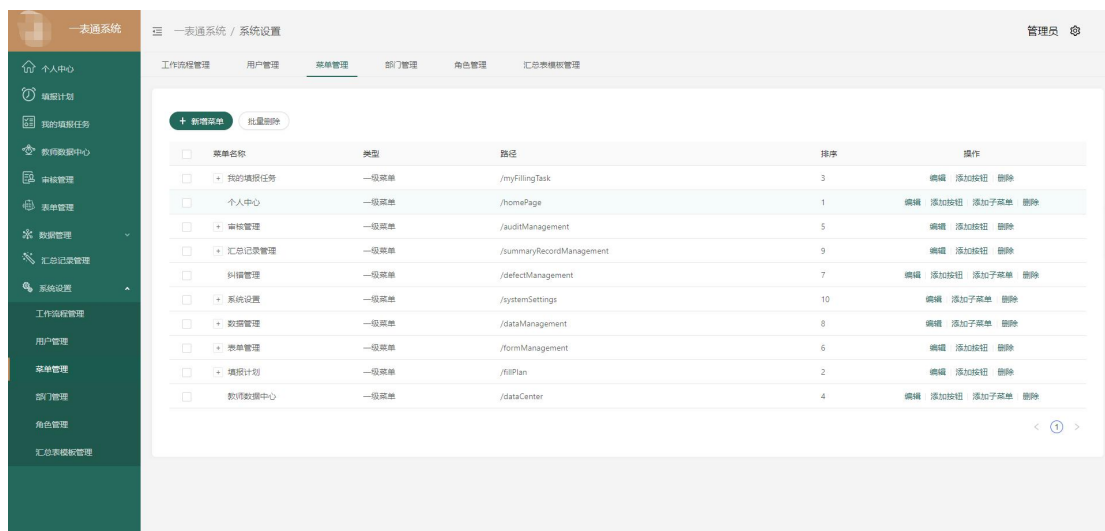 一表通系统
一表通系统 / 系统设置
管理员
个人中心
填报计划
我的填报任务
教师数据中心
审核管理
表单管理
数据管理
汇总记录管理
系统设置
工作流程管理
用户管理
菜单管理
部门管理
角色管理
汇总表模板管理
工作流程管理 用户管理 菜单管理 部门管理 角色管理 汇总表模板管理
+ 新增菜单 批量删除
菜单名称 类型 路径 排序 操作
+ 我的填报任务 一级菜单 /myFillingTask 3 编辑 添加按钮 删除
个人中心 一级菜单 /homePage 1 编辑 添加按钮 添加子菜单 删除
+ 审核管理 一级菜单 /auditManagement 5 编辑 添加按钮 删除
+ 汇总记录管理 一级菜单 /summaryRecordManagement 9 编辑 添加按钮 删除
纠错管理 一级菜单 /defectManagement 7 编辑 添加按钮 添加子菜单 删除
+ 系统设置 一级菜单 /systemSettings 10 编辑 添加子菜单 删除
+ 数据管理 一级菜单 /dataManagement 8 编辑 添加子菜单 删除
+ 表单管理 一级菜单 /formManagement 6 编辑 添加按钮 删除
+ 填报计划 一级菜单 /fillPlan 2 编辑 添加按钮 删除
教师数据中心 一级菜单 /dataCenter 4 编辑 添加按钮 添加子菜单 删除
< 1 >